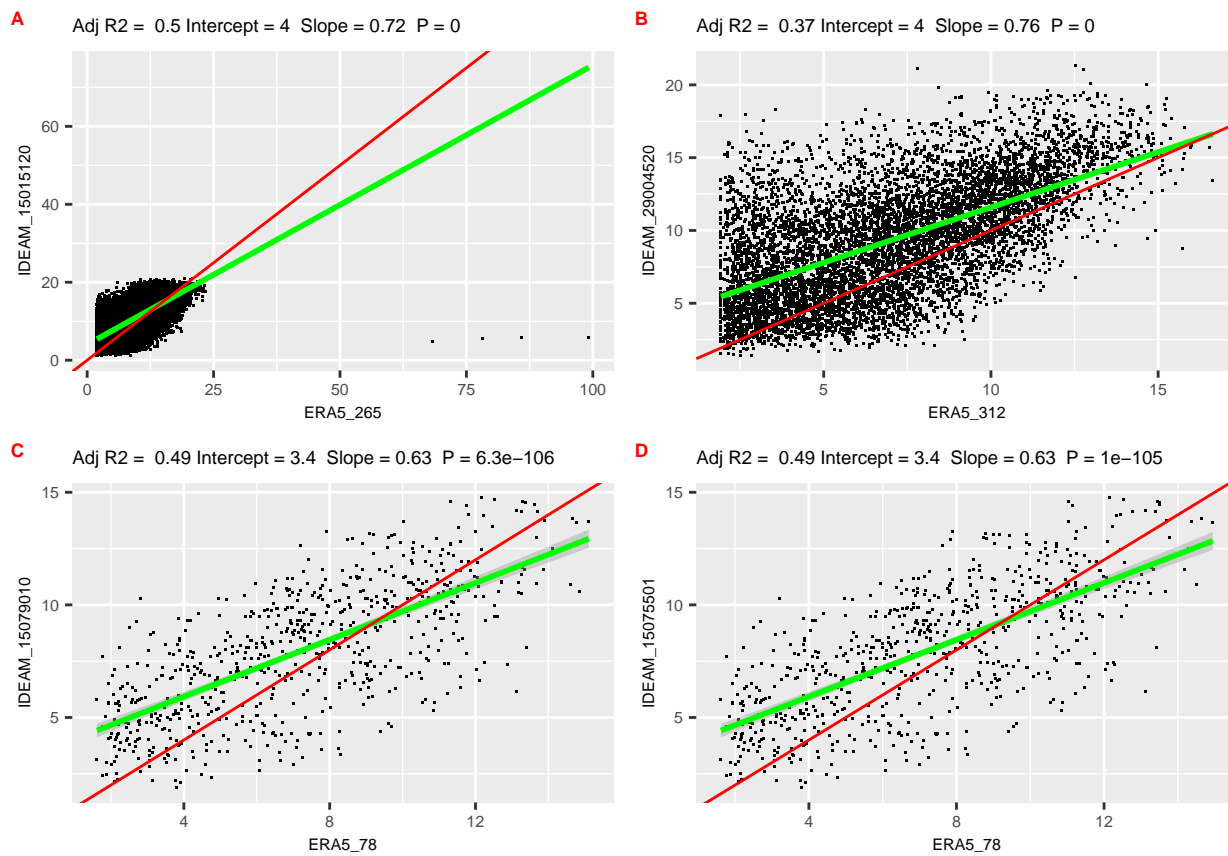 A
Adj R2 =  0.5 Intercept = 4  Slope = 0.72  P = 0
IDEAM_15015120
60
40
20
0
0
25
50
75
100
ERA5_265
B
Adj R2 =  0.37 Intercept = 4  Slope = 0.76  P = 0
IDEAM_29004520
20
15
10
5
5
10
15
ERA5_312
C
Adj R2 =  0.49 Intercept = 3.4  Slope = 0.63  P = 6.3e−106
IDEAM_15079010
15
10
5
4
8
12
ERA5_78
D
Adj R2 =  0.49 Intercept = 3.4  Slope = 0.63  P = 1e−105
IDEAM_15075501
15
10
5
4
8
12
ERA5_78